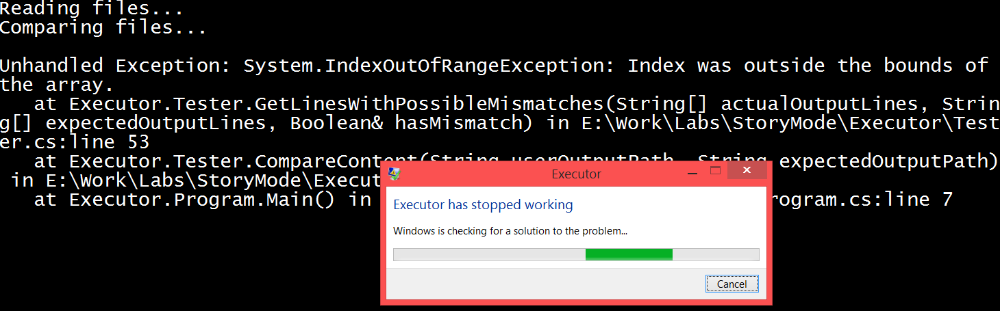 Reading files...
Comparing files...
Unhandled Exception: System.IndexOutOfRangeException: Index was outside the bounds of
the array.
   at Executor.Tester.GetLinesWithPossibleMismatches(String[] actualOutputLines, Strin
g[] expectedOutputLines, Boolean& hasMismatch) in E:\Work\Labs\StoryMode\Executor\Test
er.cs:line 53
   at Executor.Tester.CompareContent(String userOutputPath, String expectedOutputPath)
 in E:\Work\Labs\StoryMode\Execut
   at Executor.Program.Main() in rogram.cs:line 7
Executor
Executor has stopped working
Windows is checking for a solution to the problem...
Cancel